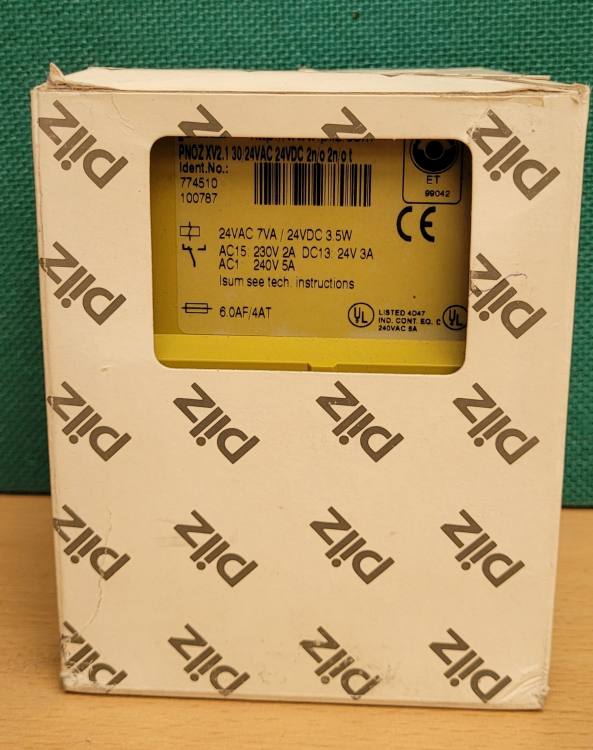 pilz
pilz
pilz
pilz
PNOZ XV2.1 30/24VAC 24VDC 2n/o 2n/o t
Ident.No.:
774510
100787
ET
99042
CE
24VAC 7VA / 24VDC 3.5W
AC15: 230V 2A DC13: 24V 3A
AC1: 240V 5A
Isum see tech. instructions
6.0AF/4AT
UL
LISTED 4D47
IND. CONT. EQ. C
240VAC 5A
UL
pilz
pilz
pilz
pilz
pilz
pilz
pilz
pilz
pilz
pilz
pilz
pilz
pilz
pilz